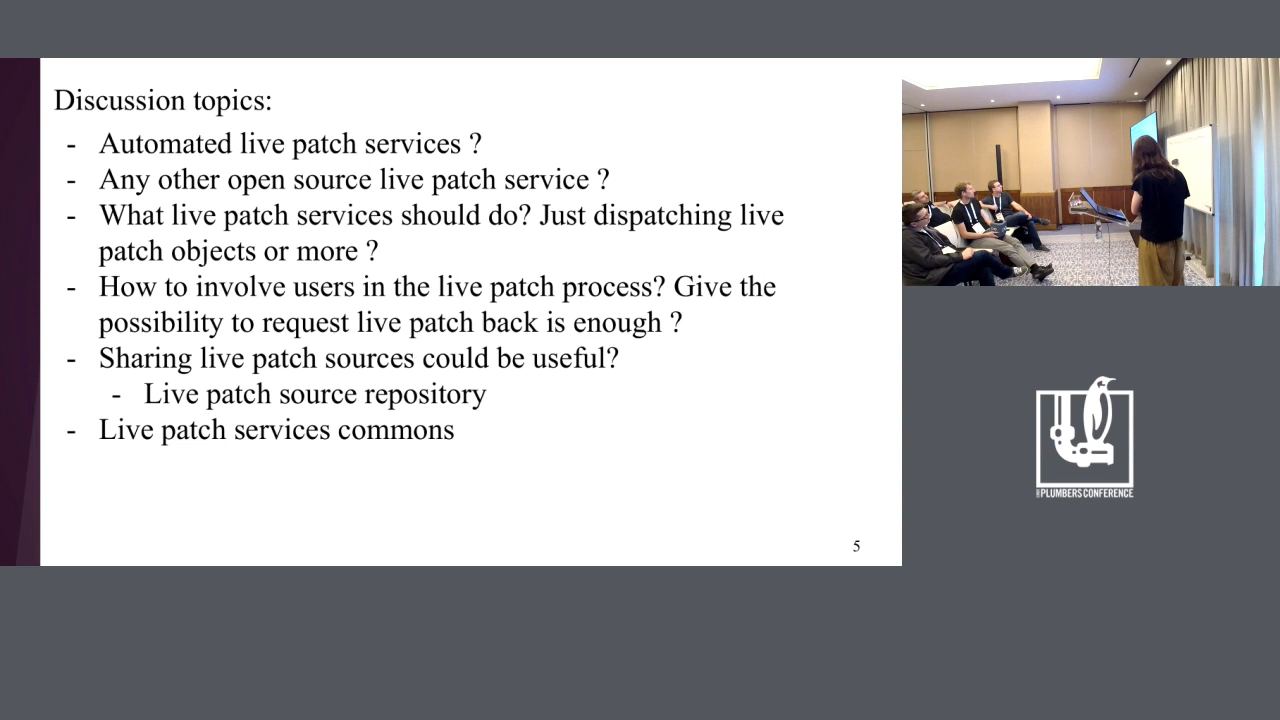 Discussion topics:
- Automated live patch services ?
- Any other open source live patch service ?
- What live patch services should do? Just dispatching live
patch objects or more ?
- How to involve users in the live patch process? Give the
possibility to request live patch back is enough ?
- Sharing live patch sources could be useful?
- Live patch source repository
- Live patch services commons
5
PLUMBERS CONFERENCE